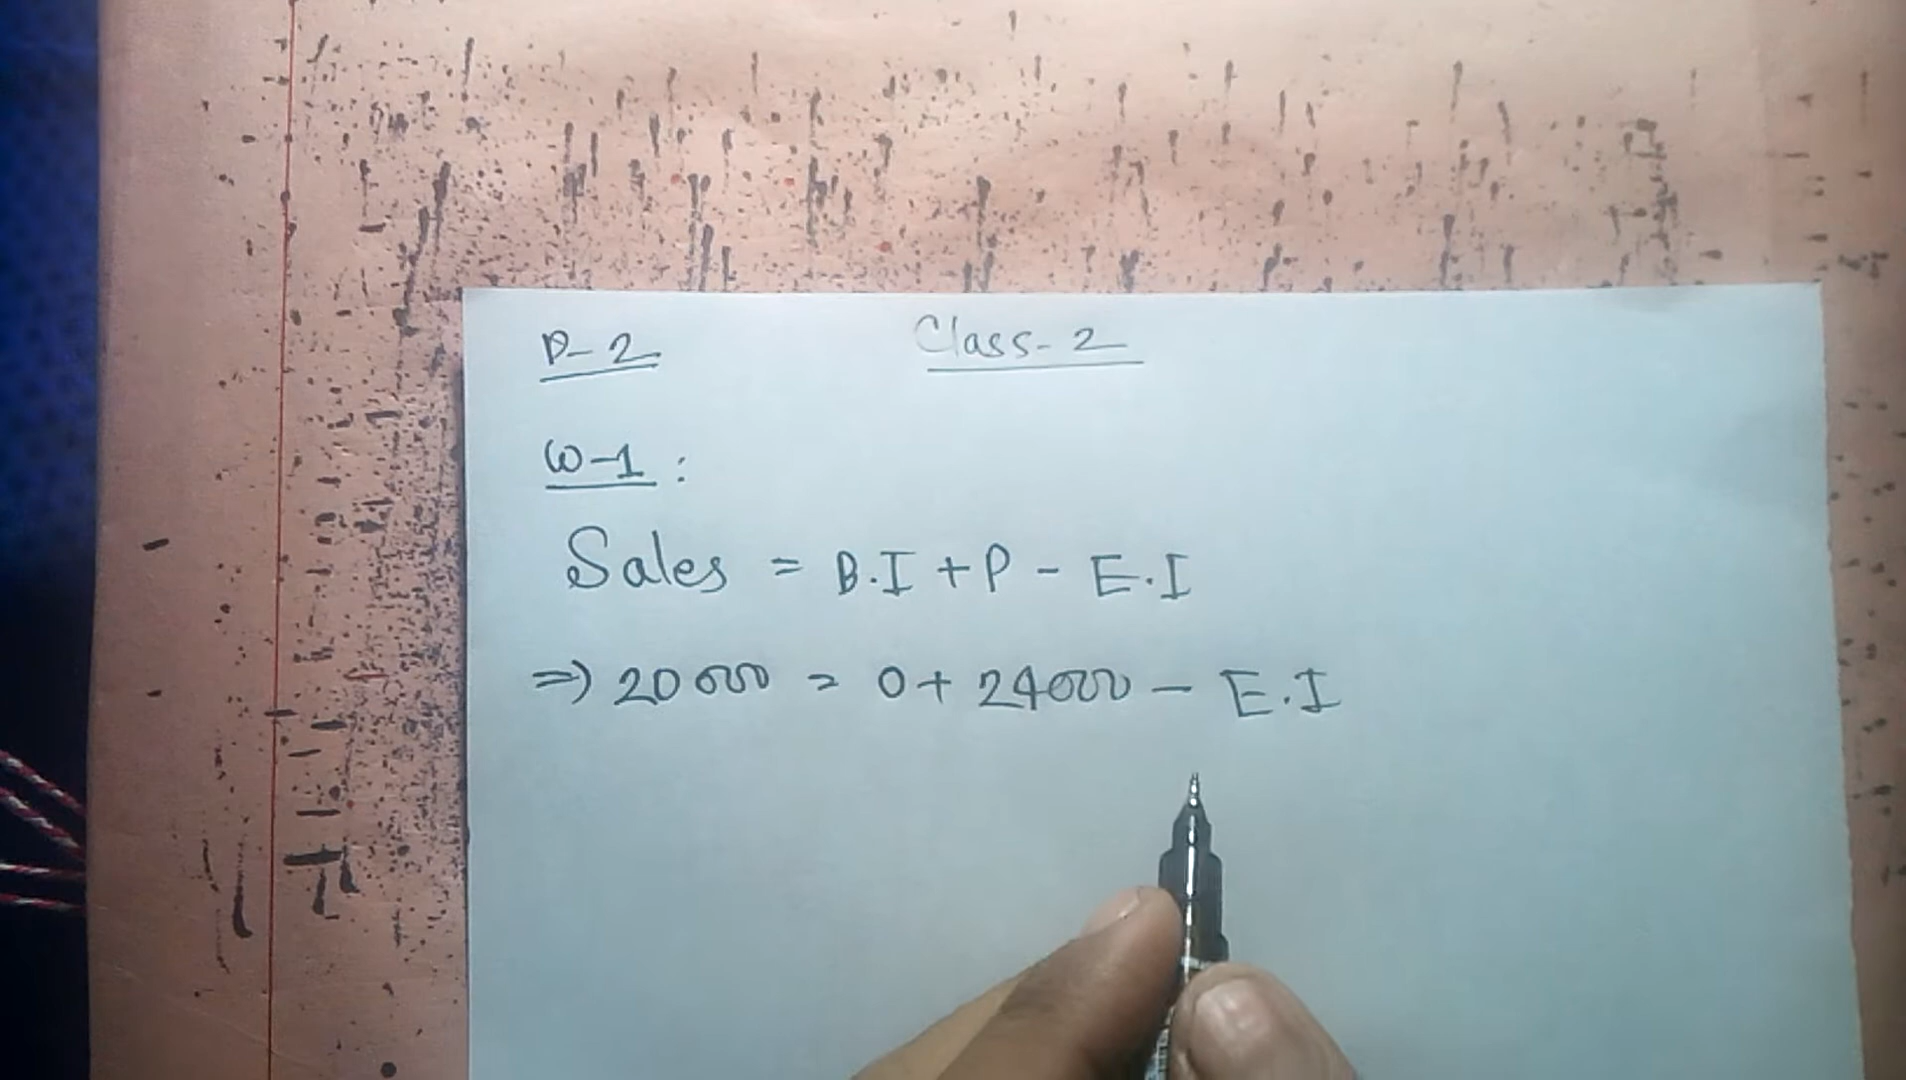 P-2
Class-2
W-1:
Sales = B.I + P - E.I
⇒ 20000 = 0 + 24000 - E.I